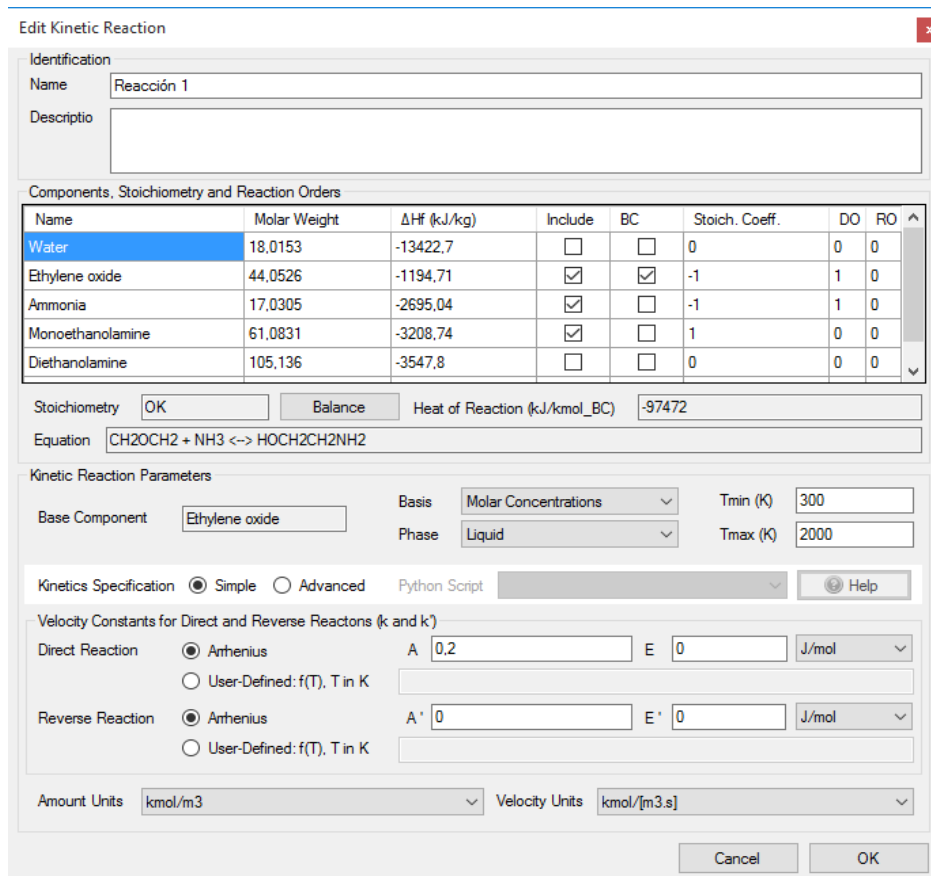 Edit Kinetic Reaction
x
Identification
Name Reacción 1
Descriptio
Components, Stoichiometry and Reaction Orders
Name Molar Weight ΔHf (kJ/kg) Include BC Stoich. Coeff. DO RO
Water 18,0153 -13422,7 0 0 0
Ethylene oxide 44,0526 -1194,71 -1 1 0
Ammonia 17,0305 -2695,04 -1 1 0
Monoethanolamine 61,0831 -3208,74 1 0 0
Diethanolamine 105,136 -3547,8 0 0 0
Stoichiometry OK Balance Heat of Reaction (kJ/kmol_BC) -97472
Equation CH2OCH2 + NH3 <--> HOCH2CH2NH2
Kinetic Reaction Parameters
Base Component Ethylene oxide
Basis Molar Concentrations Tmin (K) 300
Phase Liquid Tmax (K) 2000
Kinetics Specification Simple Advanced Python Script Help
Velocity Constants for Direct and Reverse Reactons (k and k')
Direct Reaction Arrhenius A 0,2 E 0 J/mol
User-Defined: f(T), T in K
Reverse Reaction Arrhenius A ' 0 E ' 0 J/mol
User-Defined: f(T), T in K
Amount Units kmol/m3 Velocity Units kmol/[m3.s]
Cancel OK